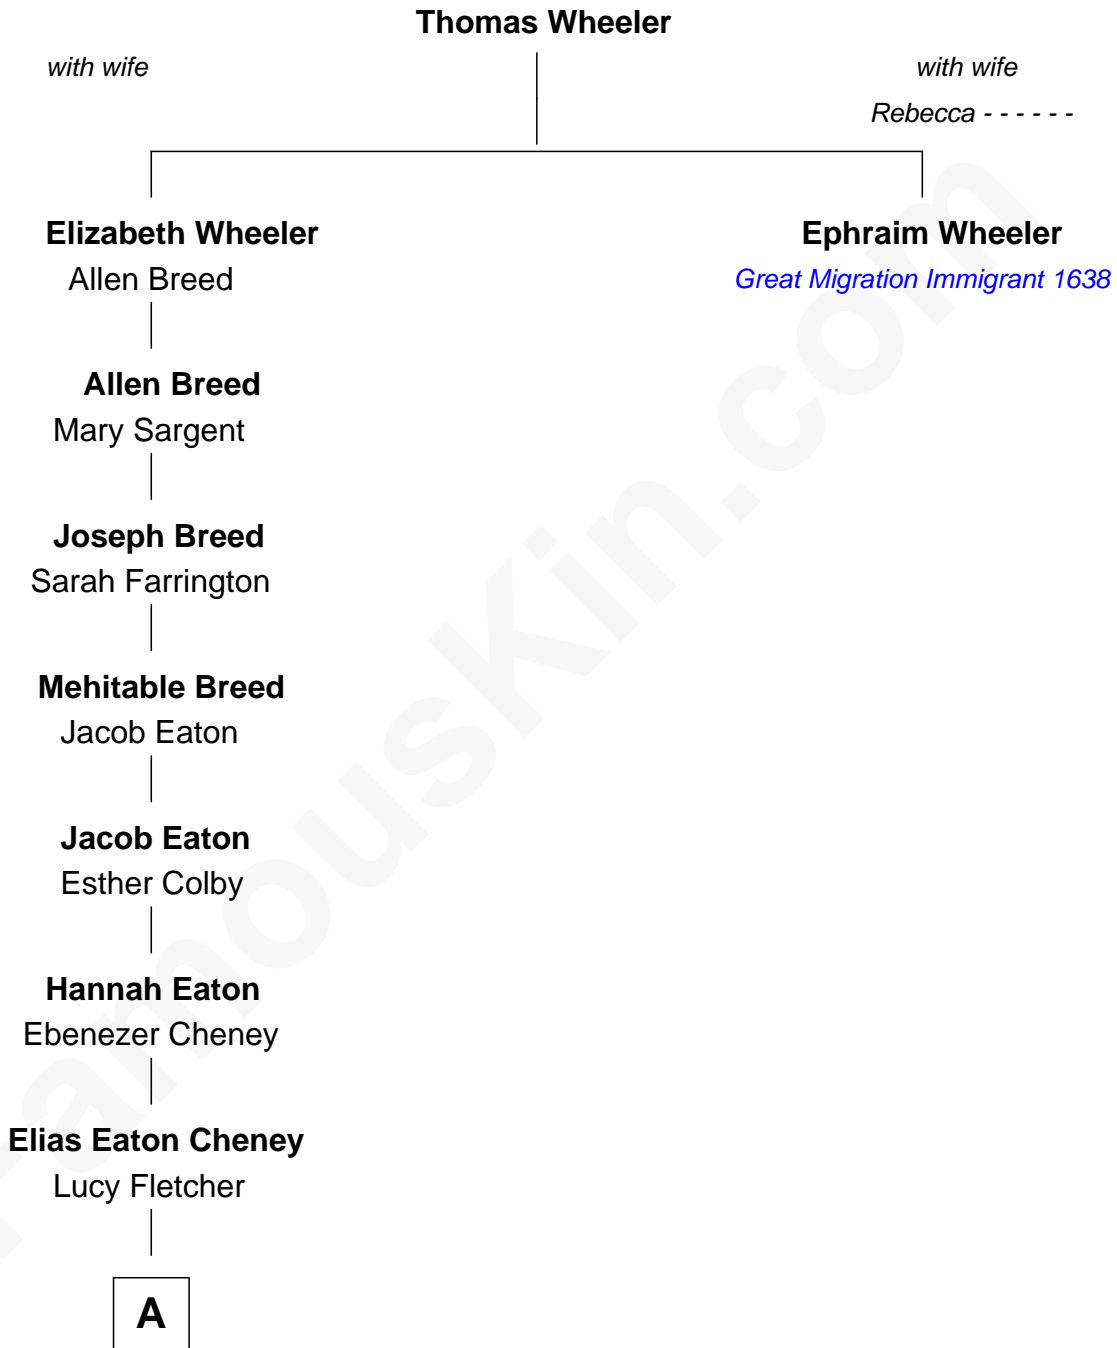 Thomas Wheeler
with wife
with wife
Rebecca - - - - - -
Elizabeth Wheeler
Allen Breed
Ephraim Wheeler
Great Migration Immigrant 1638
Allen Breed
Mary Sargent
Joseph Breed
Sarah Farrington
Mehitable Breed
Jacob Eaton
Jacob Eaton
Esther Colby
Hannah Eaton
Ebenezer Cheney
Elias Eaton Cheney
Lucy Fletcher
A
FamousKin.com